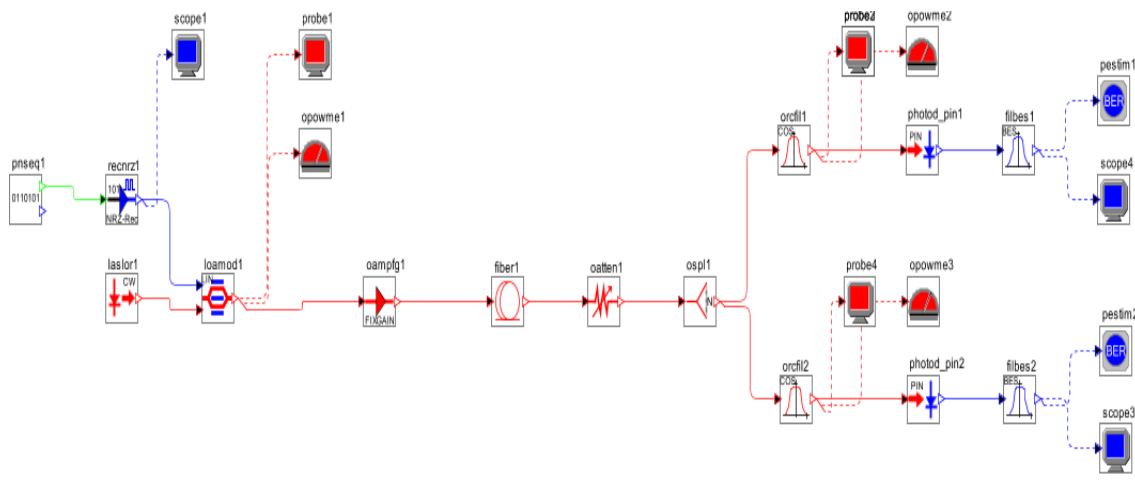 scope1
probe1
probe2
opowme2
pestim1
BER
opowme1
orcfil1
COS
photod_pin1
PIN
filbes1
BES
pnseq1
0110101
recnrz1
101
NRZ-Rec
scope4
laslor1
CW
loamod1
LIN
oampfg1
FIXGAIN
fiber1
oatten1
ospl1
N
probe4
opowme3
pestim2
BER
orcfil2
COS
photod_pin2
PIN
filbes2
BES
scope3